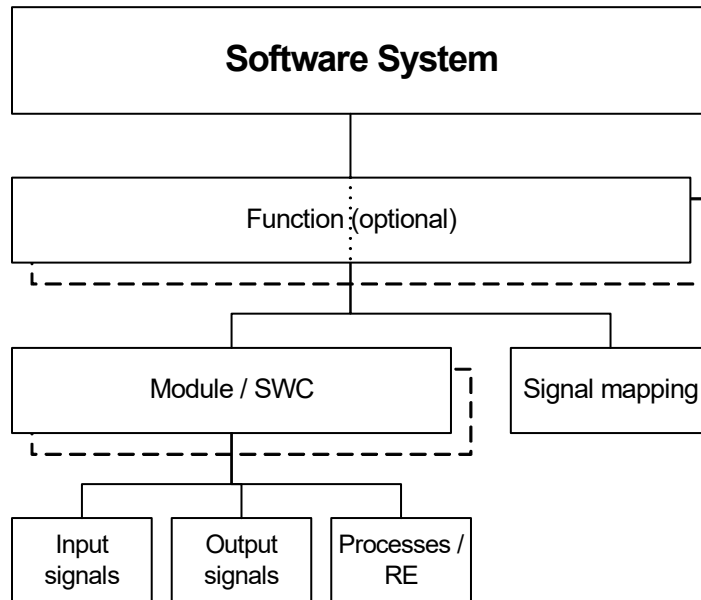 Software System
Function (optional)
Module / SWC
Signal mapping
Input
signals
Output
signals
Processes /
RE